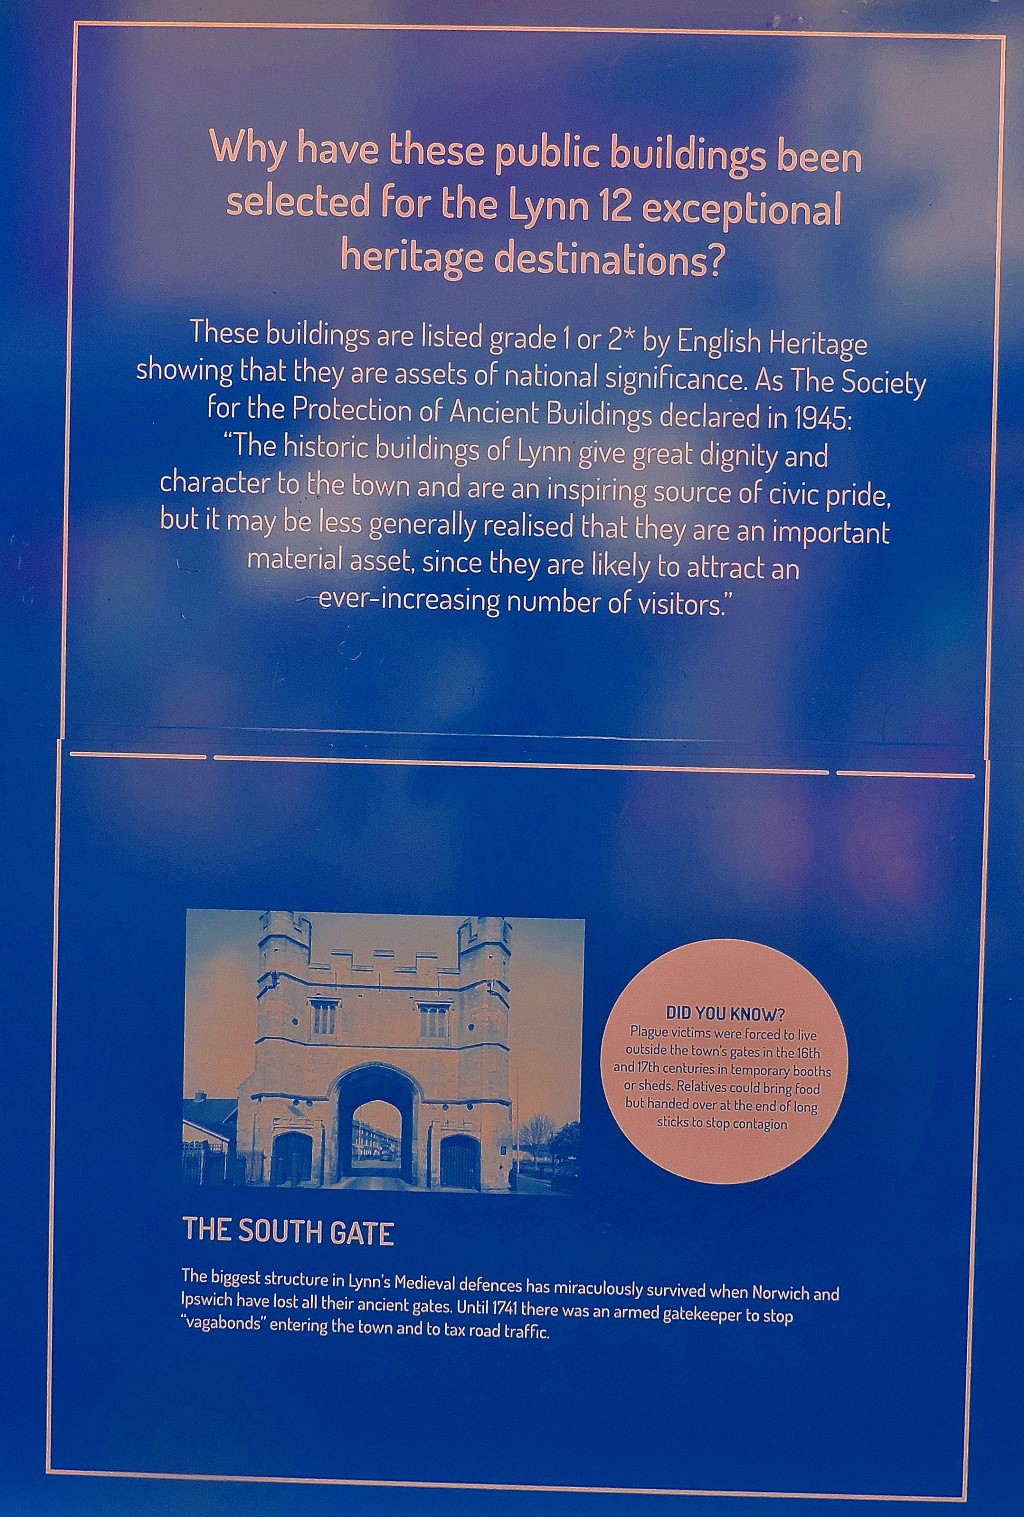 Why have these public buildings been
selected for the Lynn 12 exceptional
heritage destinations?
These buildings are listed grade 1 or 2* by English Heritage
showing that they are assets of national significance. As The Society
for the Protection of Ancient Buildings declared in 1945:
“The historic buildings of Lynn give great dignity and
character to the town and are an inspiring source of civic pride,
but it may be less generally realised that they are an important
material asset, since they are likely to attract an
ever-increasing number of visitors.”
DID YOU KNOW?
Plague victims were forced to live
outside the town's gates in the 16th
and 17th centuries in temporary booths
or sheds. Relatives could bring food
but handed over at the end of long
sticks to stop contagion
THE SOUTH GATE
The biggest structure in Lynn's Medieval defences has miraculously survived when Norwich and
Ipswich have lost all their ancient gates. Until 1741 there was an armed gatekeeper to stop
“vagabonds” entering the town and to tax road traffic.